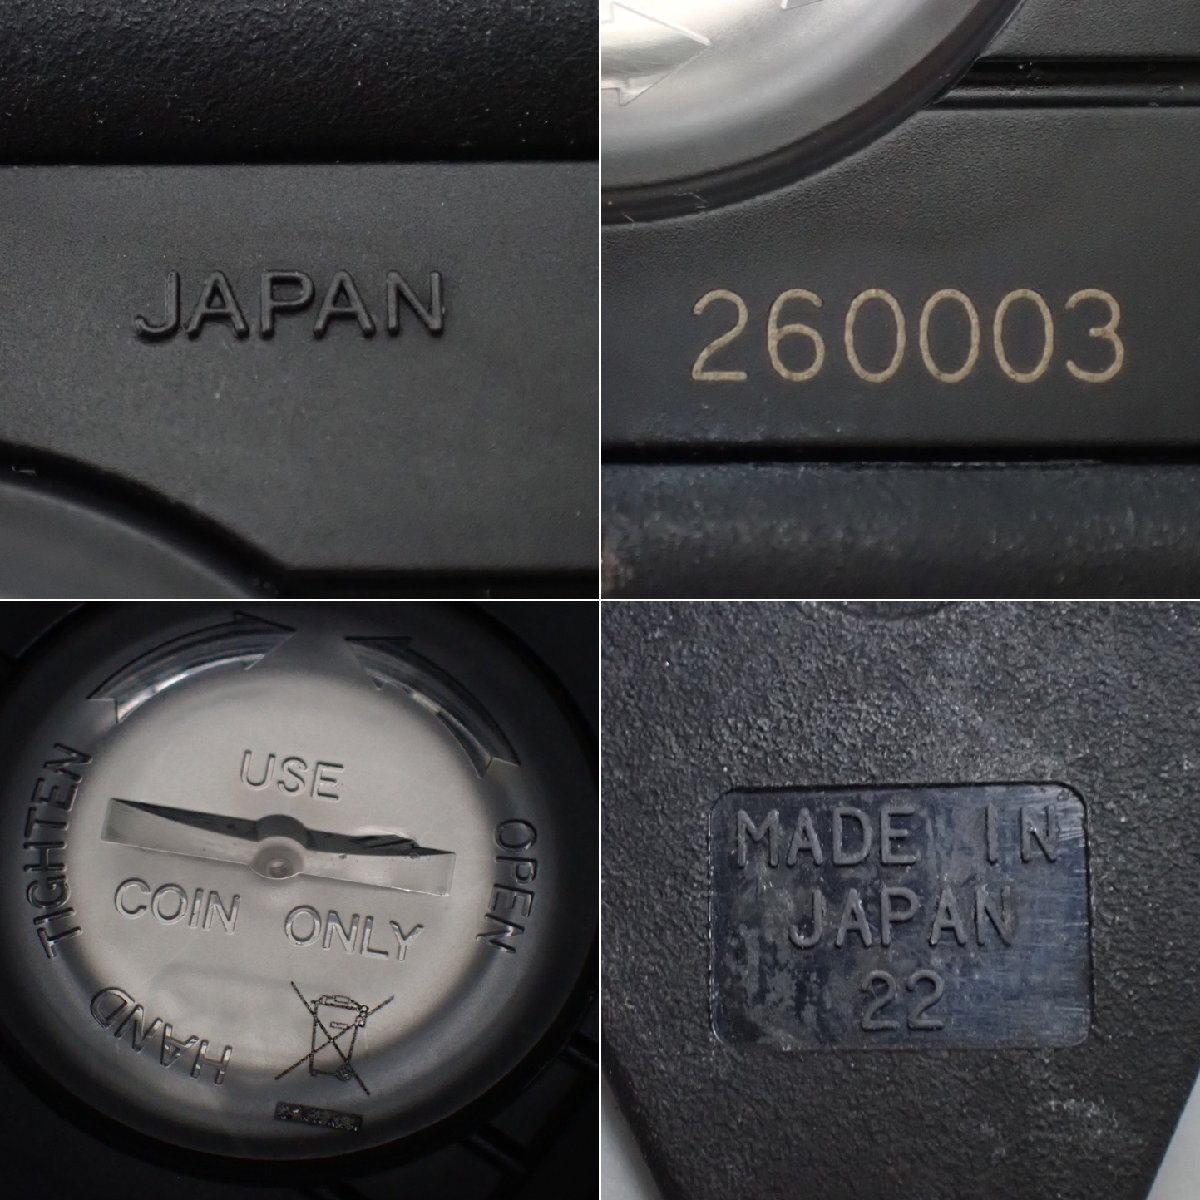 JAPAN
260003
USE
COIN ONLY
TIGHTEN
OPEN
HAND
MADE IN
JAPAN
22